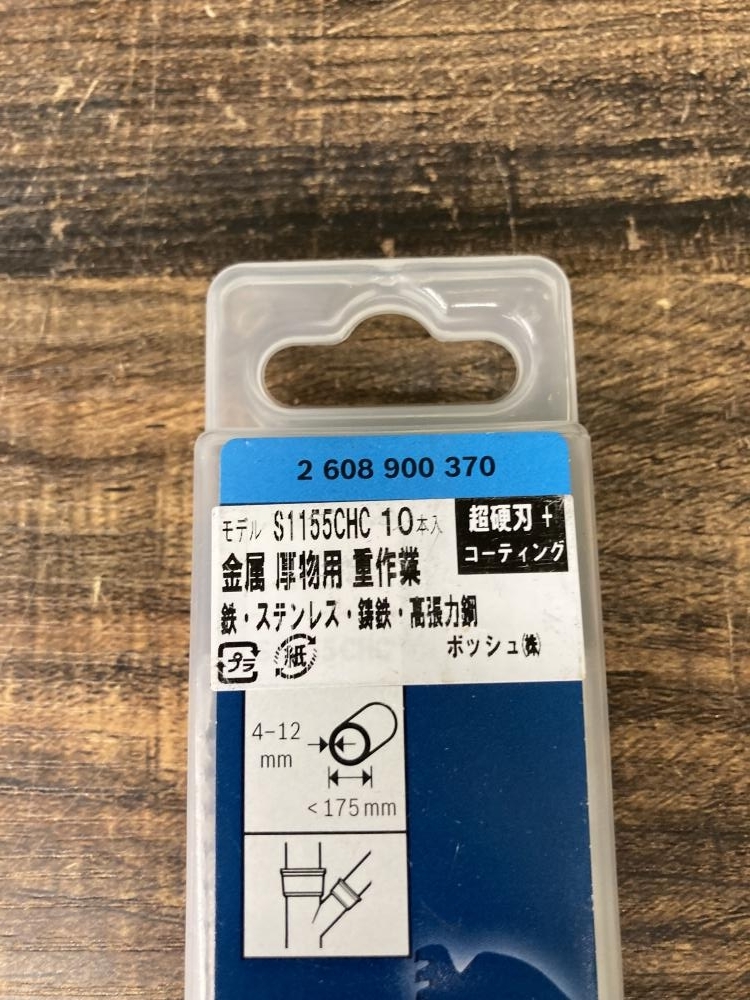 2 608 900 370
モデル S1155CHC 10本入
超硬刃 +
コーティング
金属 厚物用 重作業
鉄・ステンレス・鋳鉄・高張力鋼
プラ
紙
ボッシュ㈱
4–12
mm
<175mm